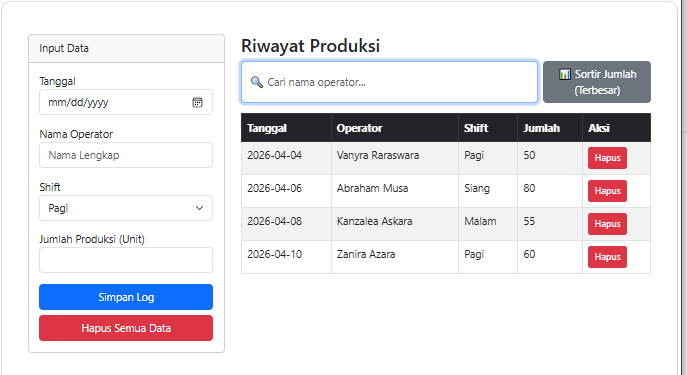 Input Data
Tanggal
mm/dd/yyyy
Nama Operator
Nama Lengkap
Shift
Pagi
Jumlah Produksi (Unit)
Simpan Log
Hapus Semua Data
Riwayat Produksi
🔍 Cari nama operator...
📊 Sortir Jumlah
(Terbesar)
Tanggal Operator Shift Jumlah Aksi
2026-04-04 Vanyra Raraswara Pagi 50 Hapus
2026-04-06 Abraham Musa Siang 80 Hapus
2026-04-08 Kanzalea Askara Malam 55 Hapus
2026-04-10 Zanira Azara Pagi 60 Hapus